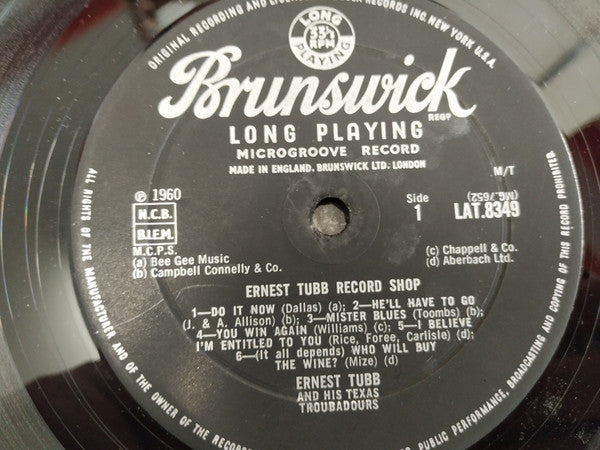 ORIGINAL RECORDING AND RECORDS INC. NEW YORK U.S.A.
LONG
33⅓
RPM
PLAYING
Brunswick
REGD
LONG PLAYING
MICROGROOVE RECORD
MADE IN ENGLAND. BRUNSWICK LTD. LONDON
M/T
℗ 1960
N.C.B.
B.I.E.M.
M.C.P.S.
Side
1
(MG.7652)
LAT.8349
(a) Bee Gee Music
(b) Campbell Connelly & Co.
(c) Chappell & Co.
(d) Aberbach Ltd.
ERNEST TUBB RECORD SHOP
1—DO IT NOW (Dallas) (a); 2—HE'LL HAVE TO GO
(J. & A. Allison) (b); 3—MISTER BLUES (Toombs) (b);
4—YOU WIN AGAIN (Williams) (c); 5—I BELIEVE
I'M ENTITLED TO YOU (Rice, Foree, Carlisle) (d);
6—(It all depends) WHO WILL BUY
THE WINE? (Mize) (d)
ERNEST TUBB
AND HIS TEXAS
TROUBADOURS
ALL RIGHTS OF THE MANUFACTURER AND OF THE OWNER OF THE RECORDED PUBLIC PERFORMANCE, BROADCASTING AND COPYING OF THIS RECORD PROHIBITED